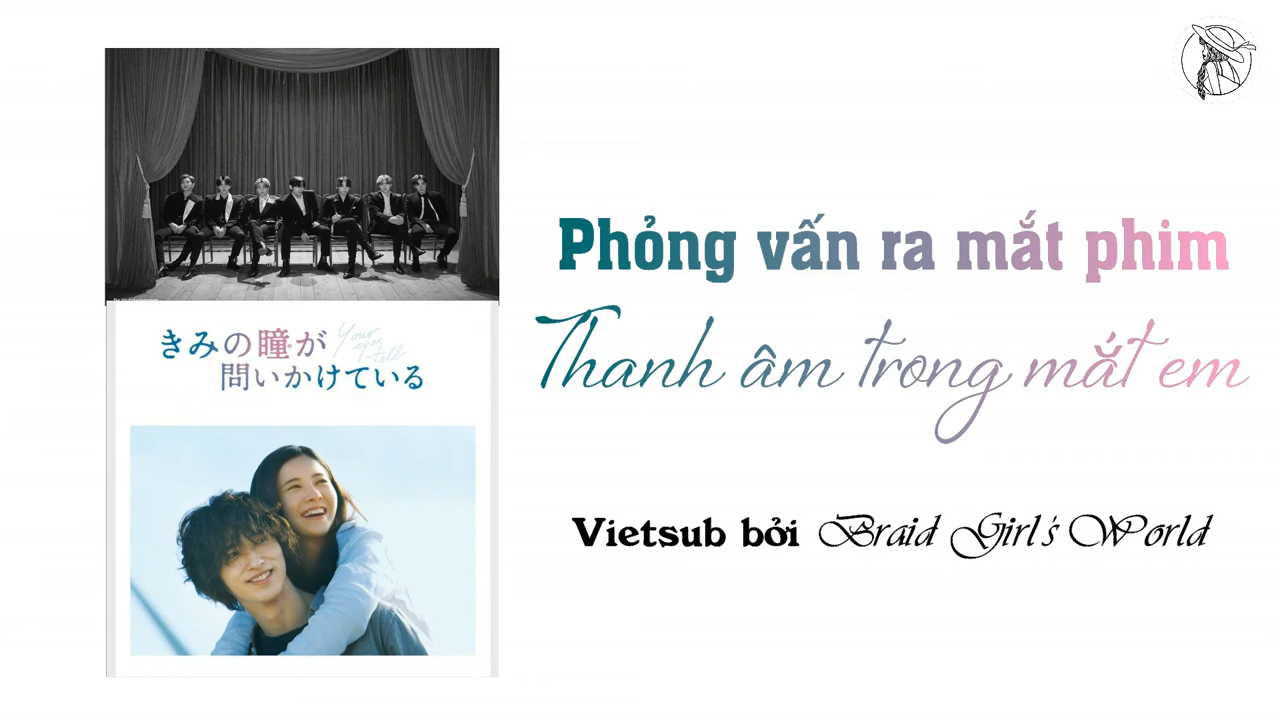 きみの瞳が
Your eyes tell
問いかけている
Phỏng vấn ra mắt phim
Thanh âm trong mắt em
Vietsub bởi Braid Girl's World